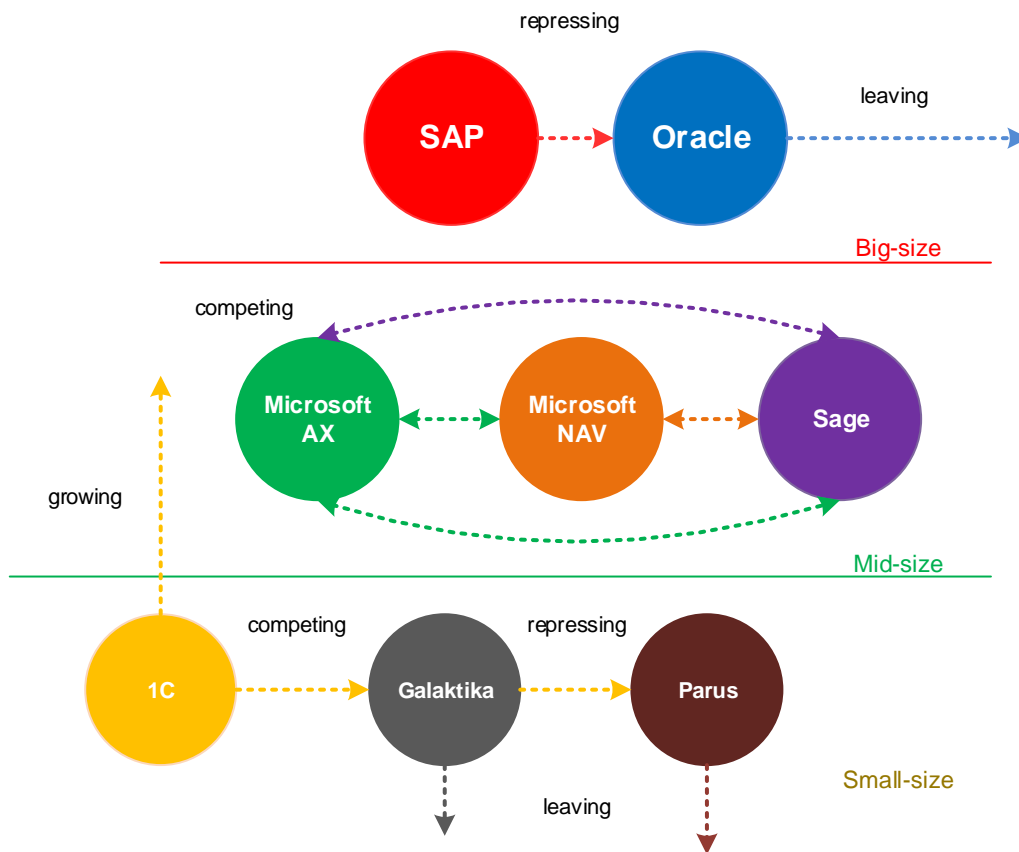 repressing
leaving
SAP
Oracle
Big-size
competing
Microsoft
AX
Microsoft
NAV
Sage
growing
Mid-size
competing
repressing
1C
Galaktika
Parus
Small-size
leaving